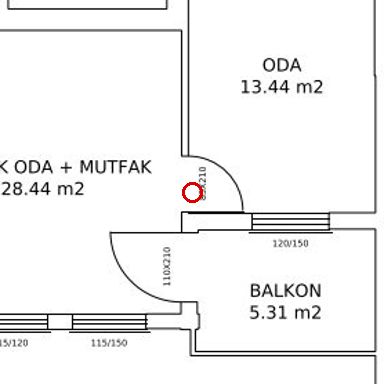 ODA
13.44 m2
K ODA + MUTFAK
28.44 m2
X210
110X210
120/150
BALKON
5.31 m2
15/120
115/150